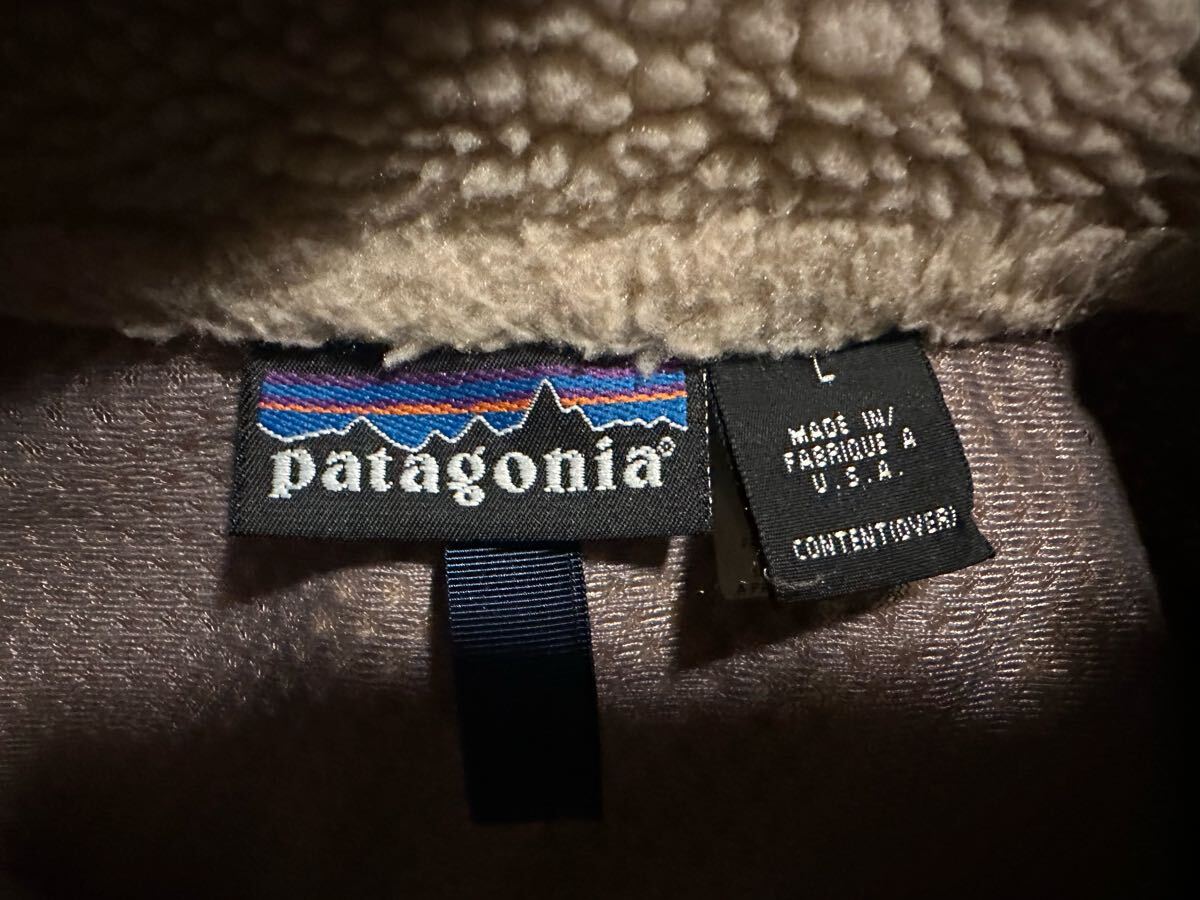 patagonia®
L
MADE IN/
FABRIQUE A
U.S.A.
CONTENT(OVER)